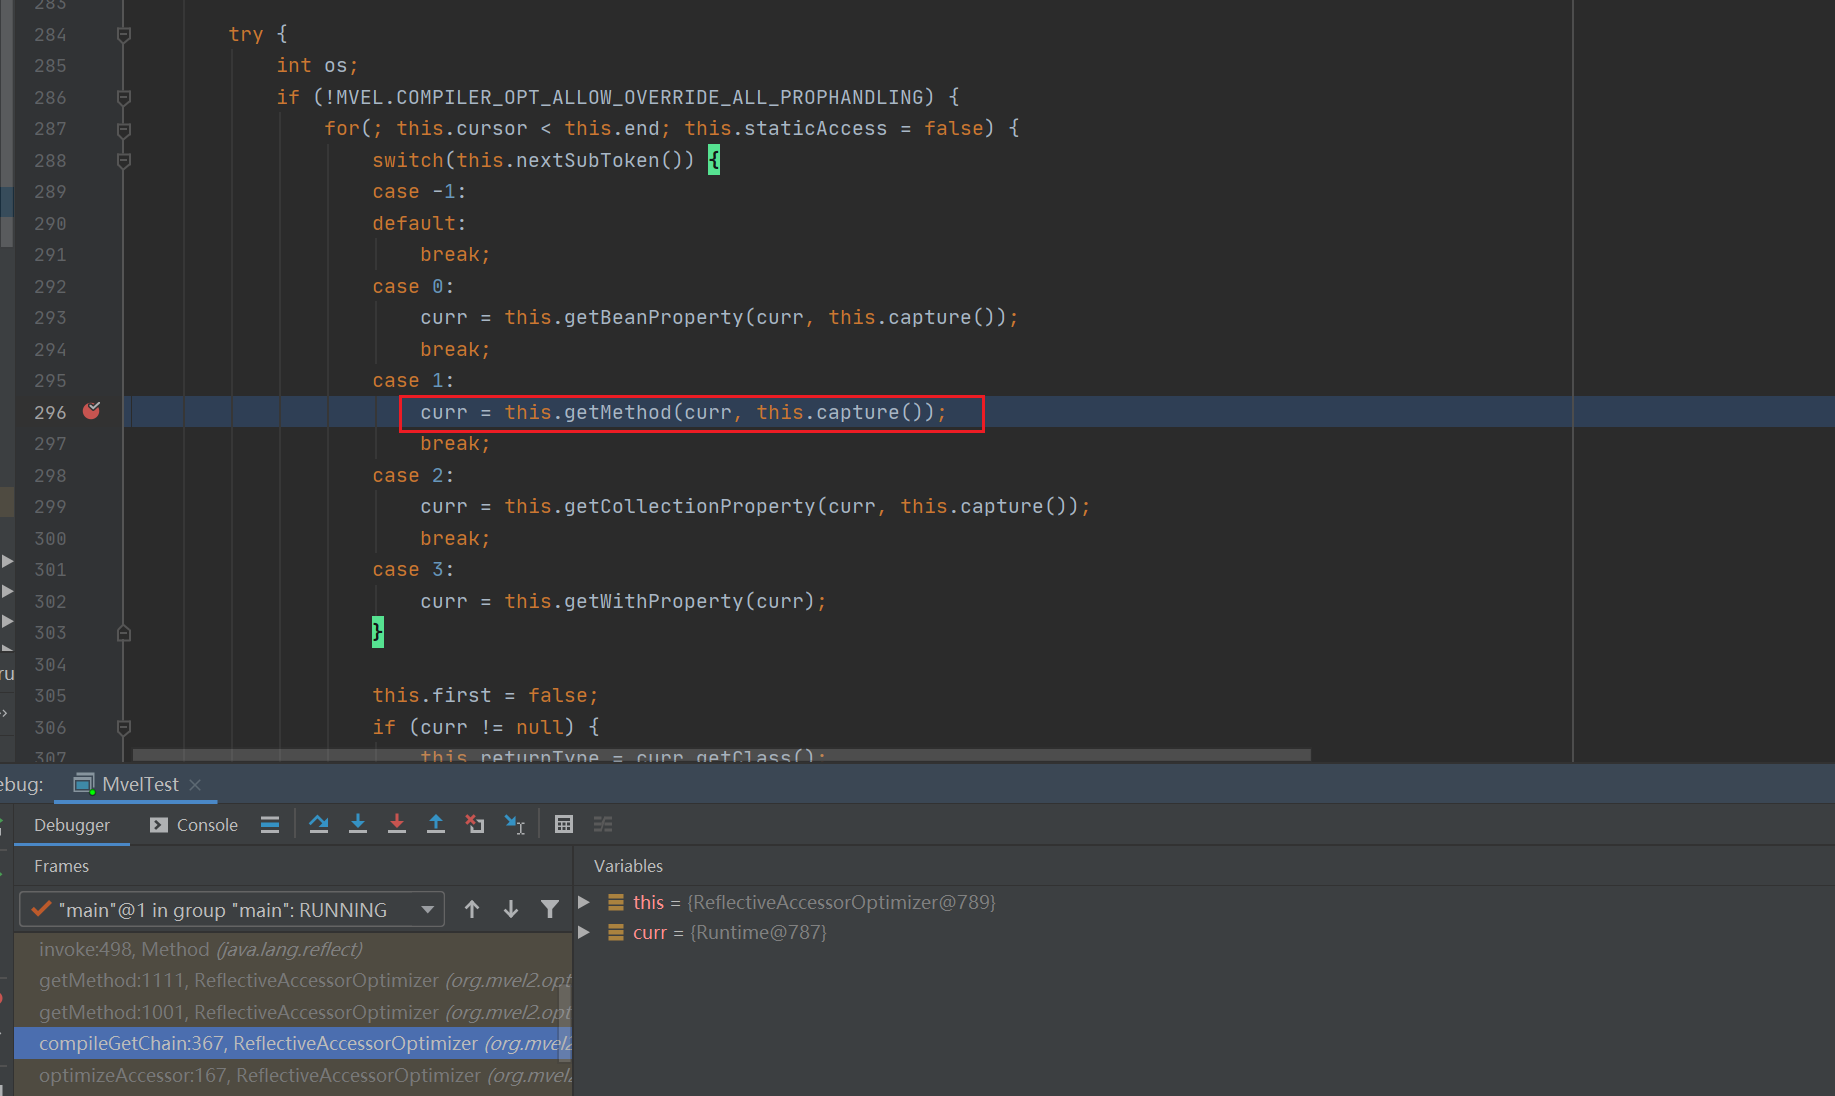 283
284 try {
285 int os;
286 if (!MVEL.COMPILER_OPT_ALLOW_OVERRIDE_ALL_PROPHANDLING) {
287 for(; this.cursor < this.end; this.staticAccess = false) {
288 switch(this.nextSubToken()) {
289 case -1:
290 default:
291 break;
292 case 0:
293 curr = this.getBeanProperty(curr, this.capture());
294 break;
295 case 1:
296 curr = this.getMethod(curr, this.capture());
297 break;
298 case 2:
299 curr = this.getCollectionProperty(curr, this.capture());
300 break;
301 case 3:
302 curr = this.getWithProperty(curr);
303 }
304
305 this.first = false;
306 if (curr != null) {
307 this.returnType = curr.getClass();
ru
ebug: MvelTest
Debugger Console
Frames
Variables
"main"@1 in group "main": RUNNING
this = {ReflectiveAccessorOptimizer@789}
curr = {Runtime@787}
invoke:498, Method (java.lang.reflect)
getMethod:1111, ReflectiveAccessorOptimizer (org.mvel2.opt
getMethod:1001, ReflectiveAccessorOptimizer (org.mvel2.opt
compileGetChain:367, ReflectiveAccessorOptimizer (org.mvel2
optimizeAccessor:167, ReflectiveAccessorOptimizer (org.mvel2